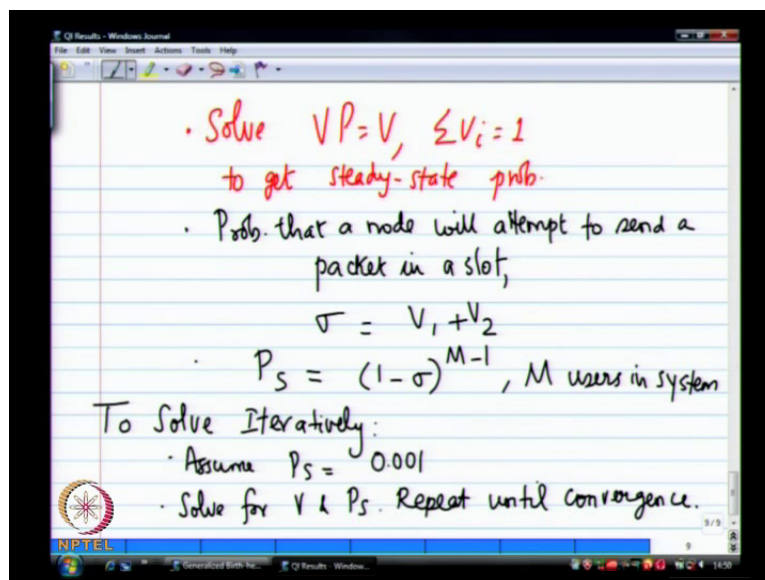 QI Results - Windows Journal
File Edit View Insert Actions Tools Help
· Solve VP=V, ΣVi=1
to get steady-state prob.
· Prob. that a node will attempt to send a
packet in a slot,
σ = V1+V2
· PS = (1-σ)^M-1, M users in system
To Solve Iteratively:
· Assume PS = 0.001
· Solve for V & PS. Repeat until convergence.
9/9
9
NPTEL
Generalized Birth-he...
QI Results - Window...
14:50